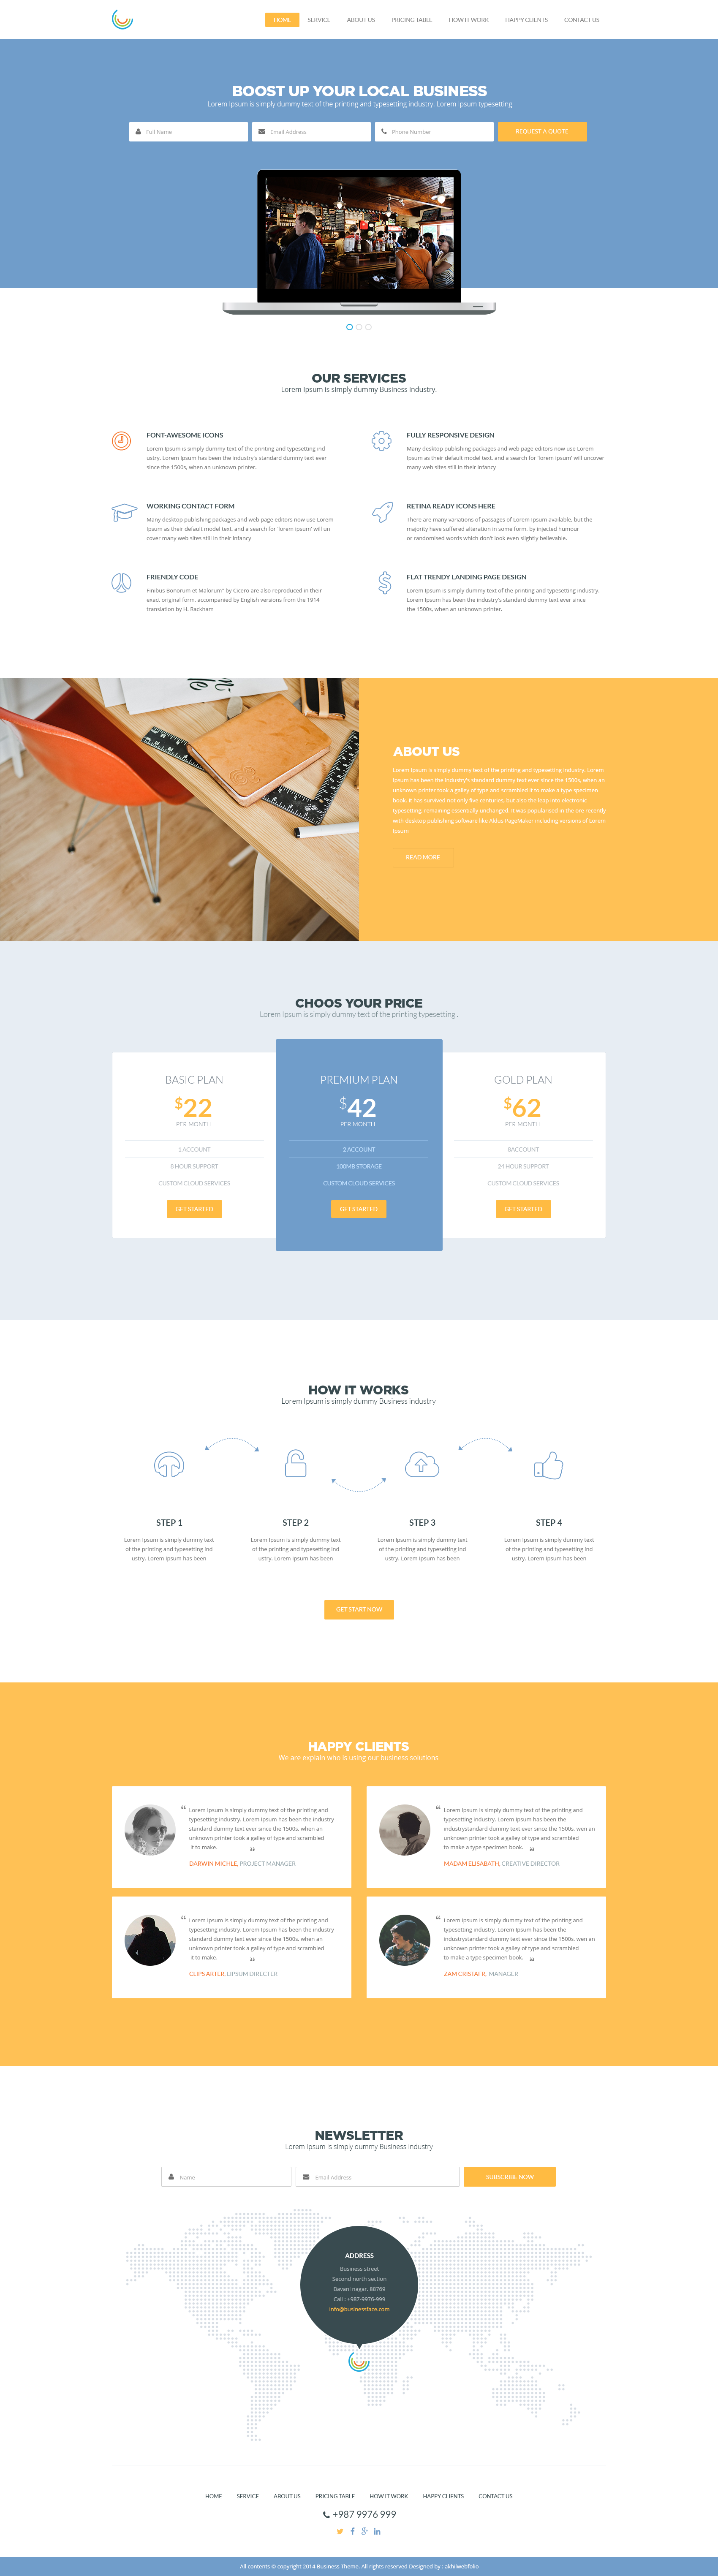 HOME SERVICE ABOUT US PRICING TABLE HOW IT WORK HAPPY CLIENTS CONTACT US
BOOST UP YOUR LOCAL BUSINESS
Lorem Ipsum is simply dummy text of the printing and typesetting industry. Lorem Ipsum typesetting
Full Name Email Address Phone Number REQUEST A QUOTE
OUR SERVICES
Lorem Ipsum is simply dummy Business industry.
FONT-AWESOME ICONS
Lorem Ipsum is simply dummy text of the printing and typesetting ind
ustry. Lorem Ipsum has been the industry's standard dummy text ever
since the 1500s, when an unknown printer.
FULLY RESPONSIVE DESIGN
Many desktop publishing packages and web page editors now use Lorem
Ipsum as their default model text, and a search for 'lorem ipsum' will uncover
many web sites still in their infancy
WORKING CONTACT FORM
Many desktop publishing packages and web page editors now use Lorem
Ipsum as their default model text, and a search for 'lorem ipsum' will un
cover many web sites still in their infancy
RETINA READY ICONS HERE
There are many variations of passages of Lorem Ipsum available, but the
majority have suffered alteration in some form, by injected humour
or randomised words which don't look even slightly believable.
FRIENDLY CODE
Finibus Bonorum et Malorum" by Cicero are also reproduced in their
exact original form, accompanied by English versions from the 1914
translation by H. Rackham
FLAT TRENDY LANDING PAGE DESIGN
Lorem Ipsum is simply dummy text of the printing and typesetting industry.
Lorem Ipsum has been the industry's standard dummy text ever since
the 1500s, when an unknown printer.
ABOUT US
Lorem Ipsum is simply dummy text of the printing and typesetting industry. Lorem
Ipsum has been the industry's standard dummy text ever since the 1500s, when an
unknown printer took a galley of type and scrambled it to make a type specimen
book. It has survived not only five centuries, but also the leap into electronic
typesetting, remaining essentially unchanged. It was popularised in the are recently
with desktop publishing software like Aldus PageMaker including versions of Lorem
Ipsum
READ MORE
CHOOS YOUR PRICE
Lorem Ipsum is simply dummy text of the printing typesetting .
BASIC PLAN
$22
PER MONTH
1 ACCOUNT
8 HOUR SUPPORT
CUSTOM CLOUD SERVICES
GET STARTED
PREMIUM PLAN
$42
PER MONTH
2 ACCOUNT
100MB STORAGE
CUSTOM CLOUD SERVICES
GET STARTED
GOLD PLAN
$62
PER MONTH
8ACCOUNT
24 HOUR SUPPORT
CUSTOM CLOUD SERVICES
GET STARTED
HOW IT WORKS
Lorem Ipsum is simply dummy Business industry
STEP 1
Lorem Ipsum is simply dummy text
of the printing and typesetting ind
ustry. Lorem Ipsum has been
STEP 2
Lorem Ipsum is simply dummy text
of the printing and typesetting ind
ustry. Lorem Ipsum has been
STEP 3
Lorem Ipsum is simply dummy text
of the printing and typesetting ind
ustry. Lorem Ipsum has been
STEP 4
Lorem Ipsum is simply dummy text
of the printing and typesetting ind
ustry. Lorem Ipsum has been
GET START NOW
HAPPY CLIENTS
We are explain who is using our business solutions
“ Lorem Ipsum is simply dummy text of the printing and
typesetting industry. Lorem Ipsum has been the industry
standard dummy text ever since the 1500s, when an
unknown printer took a galley of type and scrambled
it to make. ”
DARWIN MICHLE, PROJECT MANAGER
“ Lorem Ipsum is simply dummy text of the printing and
typesetting industry. Lorem Ipsum has been the
industrystandard dummy text ever since the 1500s, wen an
unknown printer took a galley of type and scrambled
to make a type specimen book. ”
MADAM ELISABATH, CREATIVE DIRECTOR
“ Lorem Ipsum is simply dummy text of the printing and
typesetting industry. Lorem Ipsum has been the industry
standard dummy text ever since the 1500s, when an
unknown printer took a galley of type and scrambled
it to make. ”
CLIPS ARTER, LIPSUM DIRECTER
“ Lorem Ipsum is simply dummy text of the printing and
typesetting industry. Lorem Ipsum has been the
industrystandard dummy text ever since the 1500s, wen an
unknown printer took a galley of type and scrambled
to make a type specimen book. ”
ZAM CRISTAFR, MANAGER
NEWSLETTER
Lorem Ipsum is simply dummy Business industry
Name Email Address SUBICRIBE NOW
ADDRESS
Business street
Second north section
Bavani nagar. 88769
Call : +987-9976-999
info@businessface.com
HOME SERVICE ABOUT US PRICING TABLE HOW IT WORK HAPPY CLIENTS CONTACT US
+987 9976 999
All contents © copyright 2014 Business Theme, All rights reserved Designed by : akhilwebfolio